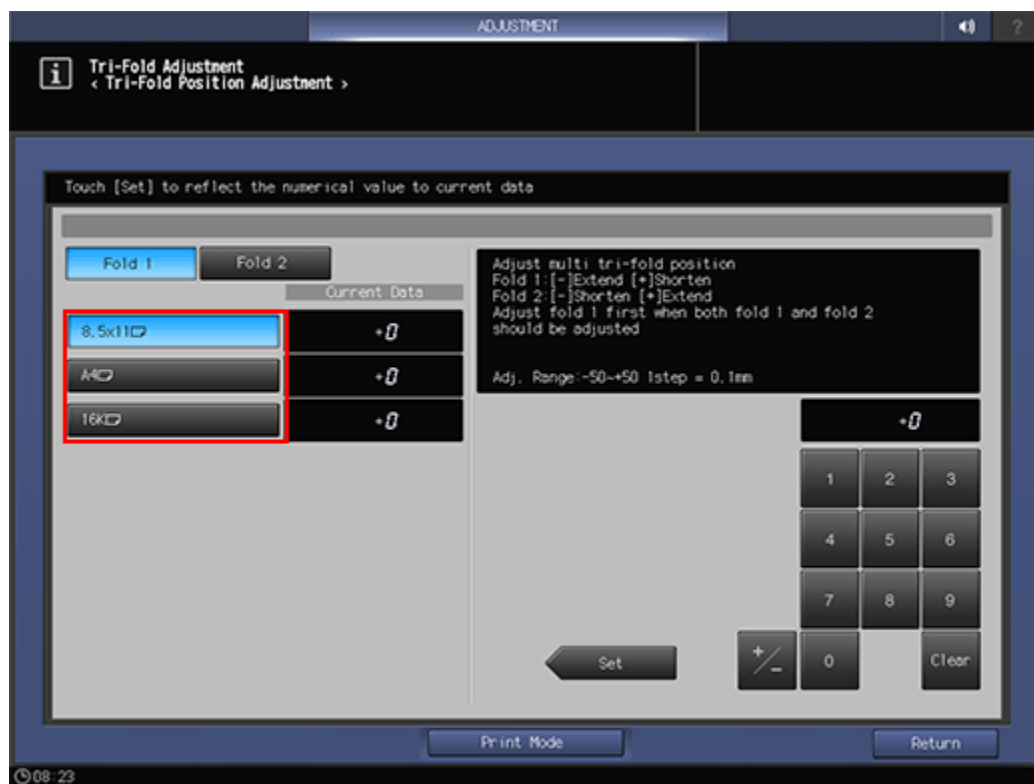 ADJUSTMENT
?
i
Tri-Fold Adjustment
< Tri-Fold Position Adjustment >
Touch [Set] to reflect the numerical value to current data
Fold 1
Fold 2
Current Data
8.5x11
+0
A4
+0
16K
+0
Adjust multi tri-fold position
Fold 1:[-]Extend [+]Shorten
Fold 2:[-]Shorten [+]Extend
Adjust fold 1 first when both fold 1 and fold 2
should be adjusted
Adj. Range:-50~+50 1step = 0.1mm
+0
1 2 3
4 5 6
7 8 9
Set
+/-
0
Clear
Print Mode
Return
08:23